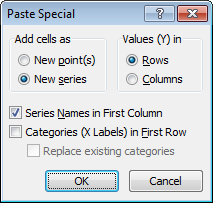 Paste Special
Add cells as
New point(s)
New series
Values (Y) in
Rows
Columns
Series Names in First Column
Categories (X Labels) in First Row
Replace existing categories
OK
Cancel